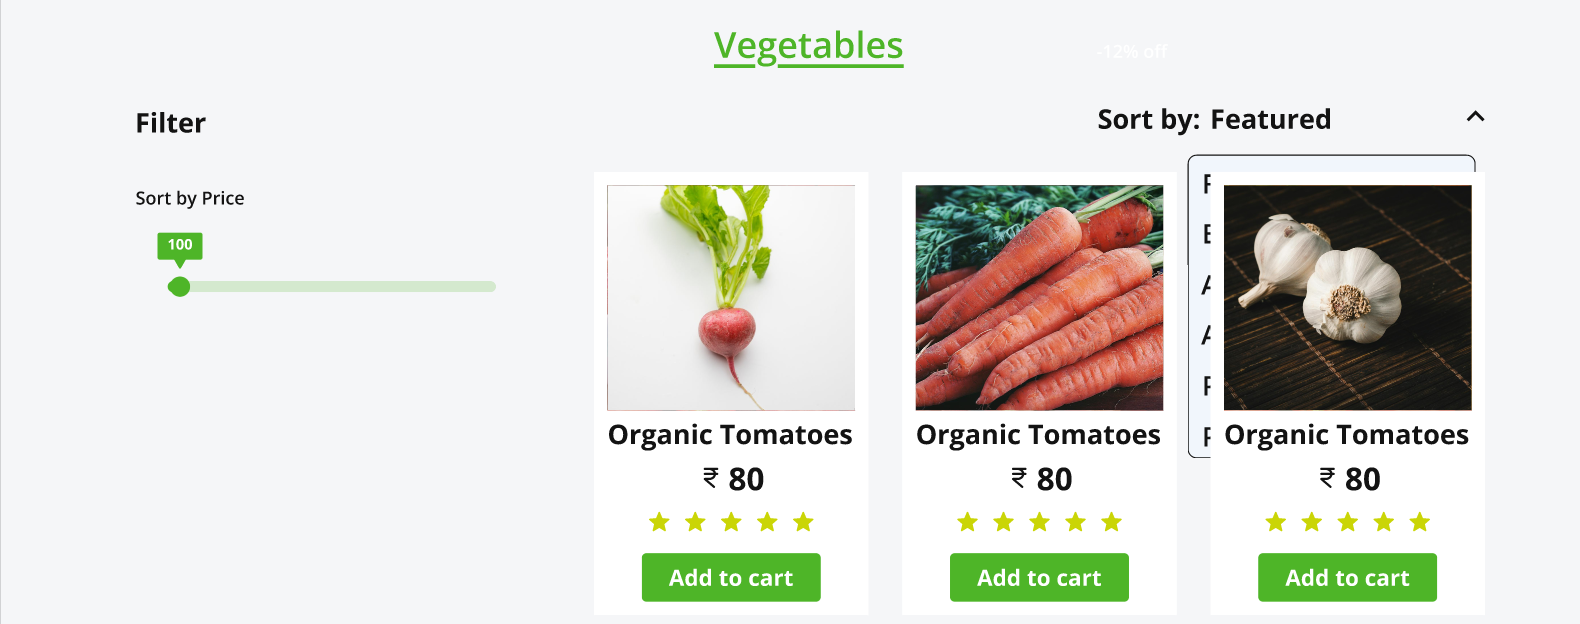 Vegetables
-12% off
Filter
Sort by: Featured
Sort by Price
100
Organic Tomatoes
₹ 80
Add to cart
Organic Tomatoes
₹ 80
Add to cart
Organic Tomatoes
₹ 80
Add to cart